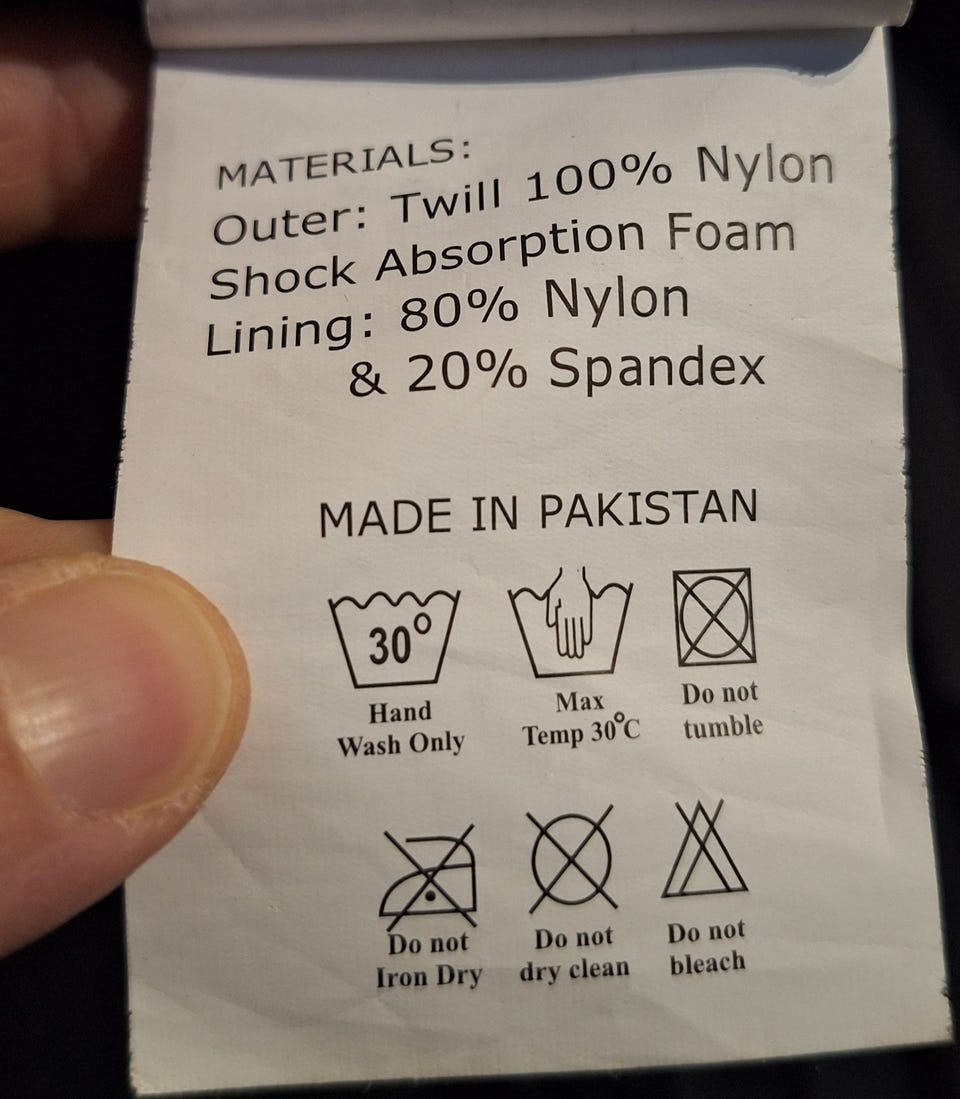 MATERIALS:
Outer: Twill 100% Nylon
Shock Absorption Foam
Lining: 80% Nylon
& 20% Spandex
MADE IN PAKISTAN
30°
Hand
Wash Only
Max
Temp 30°C
Do not
tumble
Do not
Iron Dry
Do not
dry clean
Do not
bleach